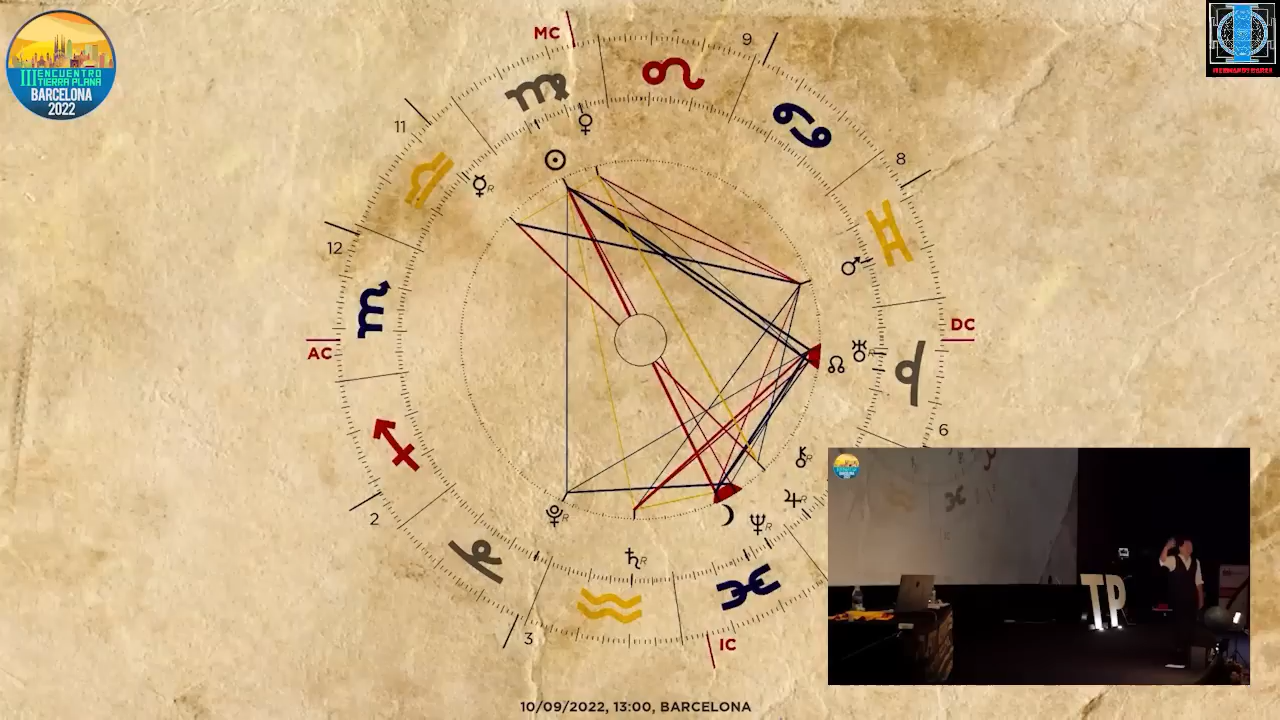 III ENCUENTRO
TIERRA PLANA
BARCELONA
2022
MC
9
11
8
12
AC
DC
6
2
3
IC
TP
10/09/2022, 13:00, BARCELONA